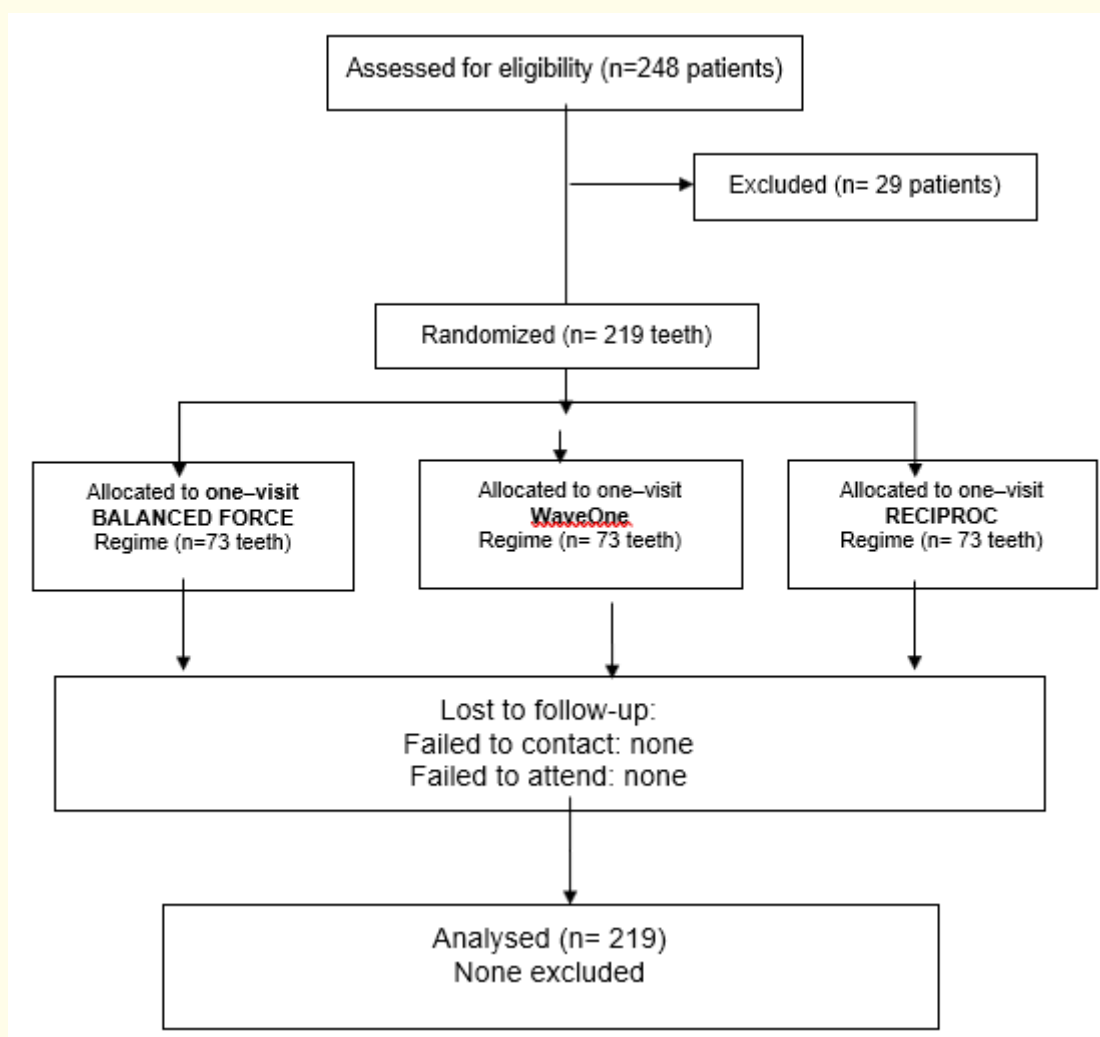 Assessed for eligibility (n=248 patients)
Excluded (n= 29 patients)
Randomized (n= 219 teeth)
Allocated to one–visit
BALANCED FORCE
Regime (n=73 teeth)
Allocated to one–visit
WaveOne
Regime (n= 73 teeth)
Allocated to one–visit
RECIPROC
Regime (n= 73 teeth)
Lost to follow-up:
Failed to contact: none
Failed to attend: none
Analysed (n= 219)
None excluded